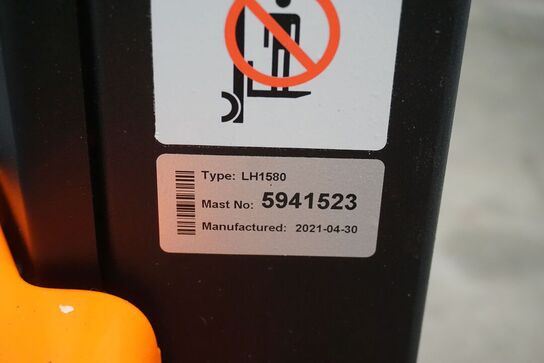 Type: LH1580
Mast No: 5941523
Manufactured: 2021-04-30